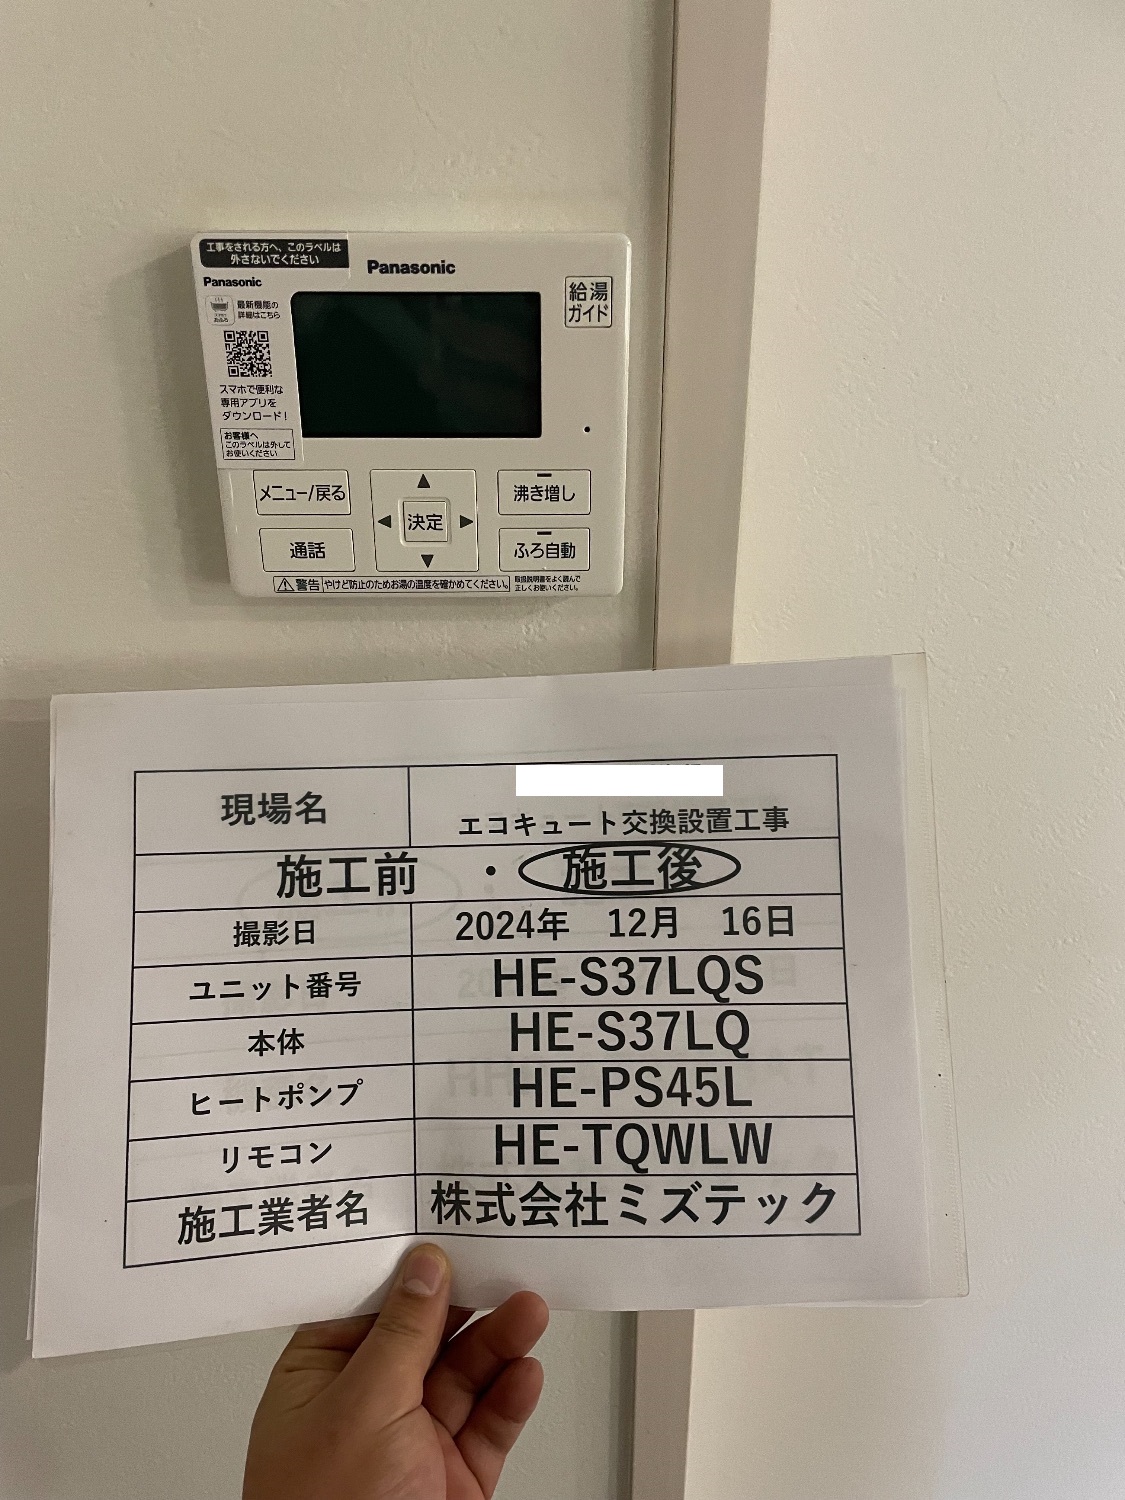 工事をされる方へ、このラベルは
外さないでください
Panasonic
Panasonic
給湯
ガイド
最新機能の
詳細はこちら
スマホで便利な
専用アプリを
ダウンロード!
お客様へ
このラベルは外して
お使いください
メニュー/戻る
▲
沸き増し
◀ 決定 ▶
通話
▼
ふろ自動
警告 やけど防止のためお湯の温度を確かめてください。
取扱説明書をよく読んで
正しくお使いください。
現場名
エコキュート交換設置工事
施工前 ・ 施工後
撮影日 2024年 12月 16日
ユニット番号 HE-S37LQS
本体 HE-S37LQ
ヒートポンプ HE-PS45L
リモコン HE-TQWLW
施工業者名 株式会社ミズテック